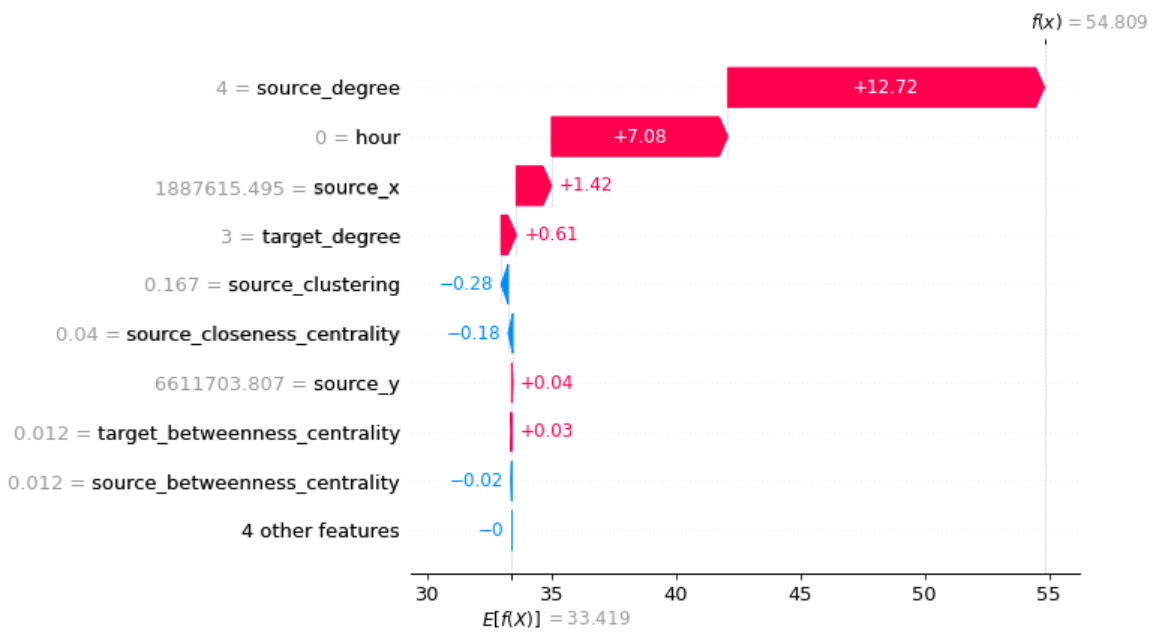 f(x) = 54.809
4 = source_degree +12.72
0 = hour +7.08
1887615.495 = source_x +1.42
3 = target_degree +0.61
0.167 = source_clustering −0.28
0.04 = source_closeness_centrality −0.18
6611703.807 = source_y +0.04
0.012 = target_betweenness_centrality +0.03
0.012 = source_betweenness_centrality −0.02
4 other features −0
30 35 40 45 50 55
E[f(X)] = 33.419